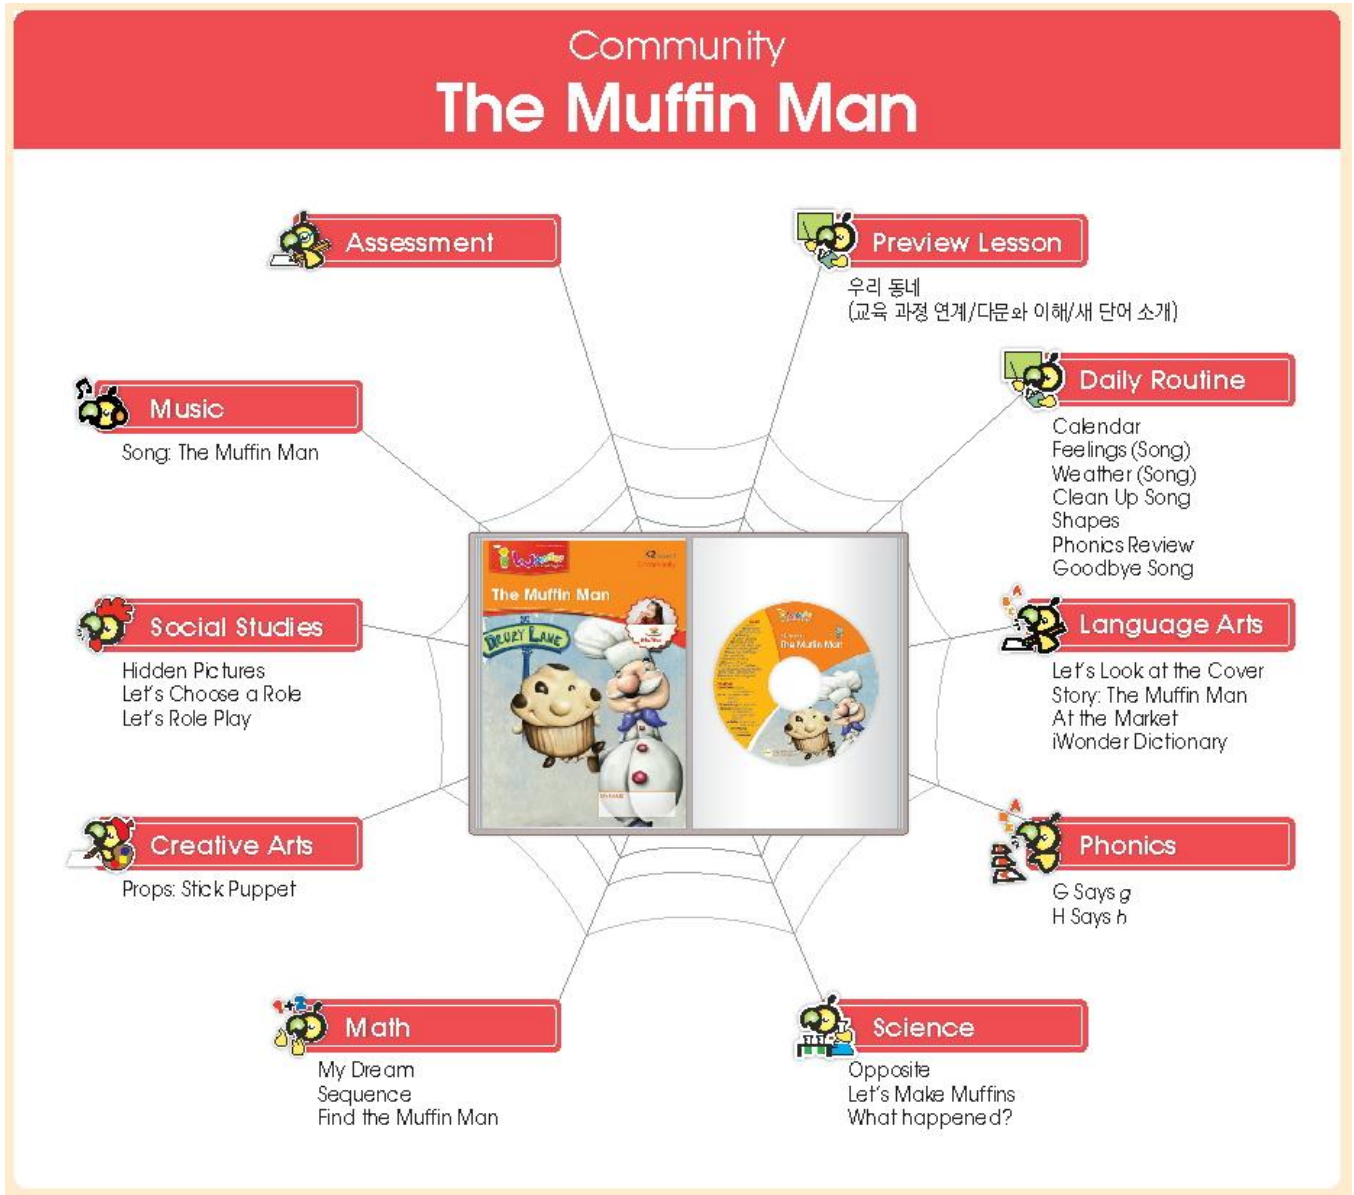 Community
The Muffin Man
Assessment
Preview Lesson
우리 동네
(교육 과정 연계/다문화 이해/새 단어 소개)
Daily Routine
Calendar
Feelings (Song)
Weather (Song)
Clean Up Song
Shapes
Phonics Review
Goodbye Song
Music
Song: The Muffin Man
The Muffin Man
DRURY LANE
The Muffin Man
Social Studies
Hidden Pictures
Let's Choose a Role
Let's Role Play
Language Arts
Let's Look at the Cover
Story: The Muffin Man
At the Market
iWonder Dictionary
Creative Arts
Props: Stick Puppet
Phonics
G Says g
H Says h
1+2
Math
My Dream
Sequence
Find the Muffin Man
Science
Opposite
Let's Make Muffins
What happened?